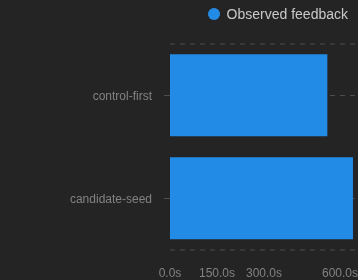 Observed feedback
control-first
candidate-seed
0.0s 150.0s 300.0s 600.0s